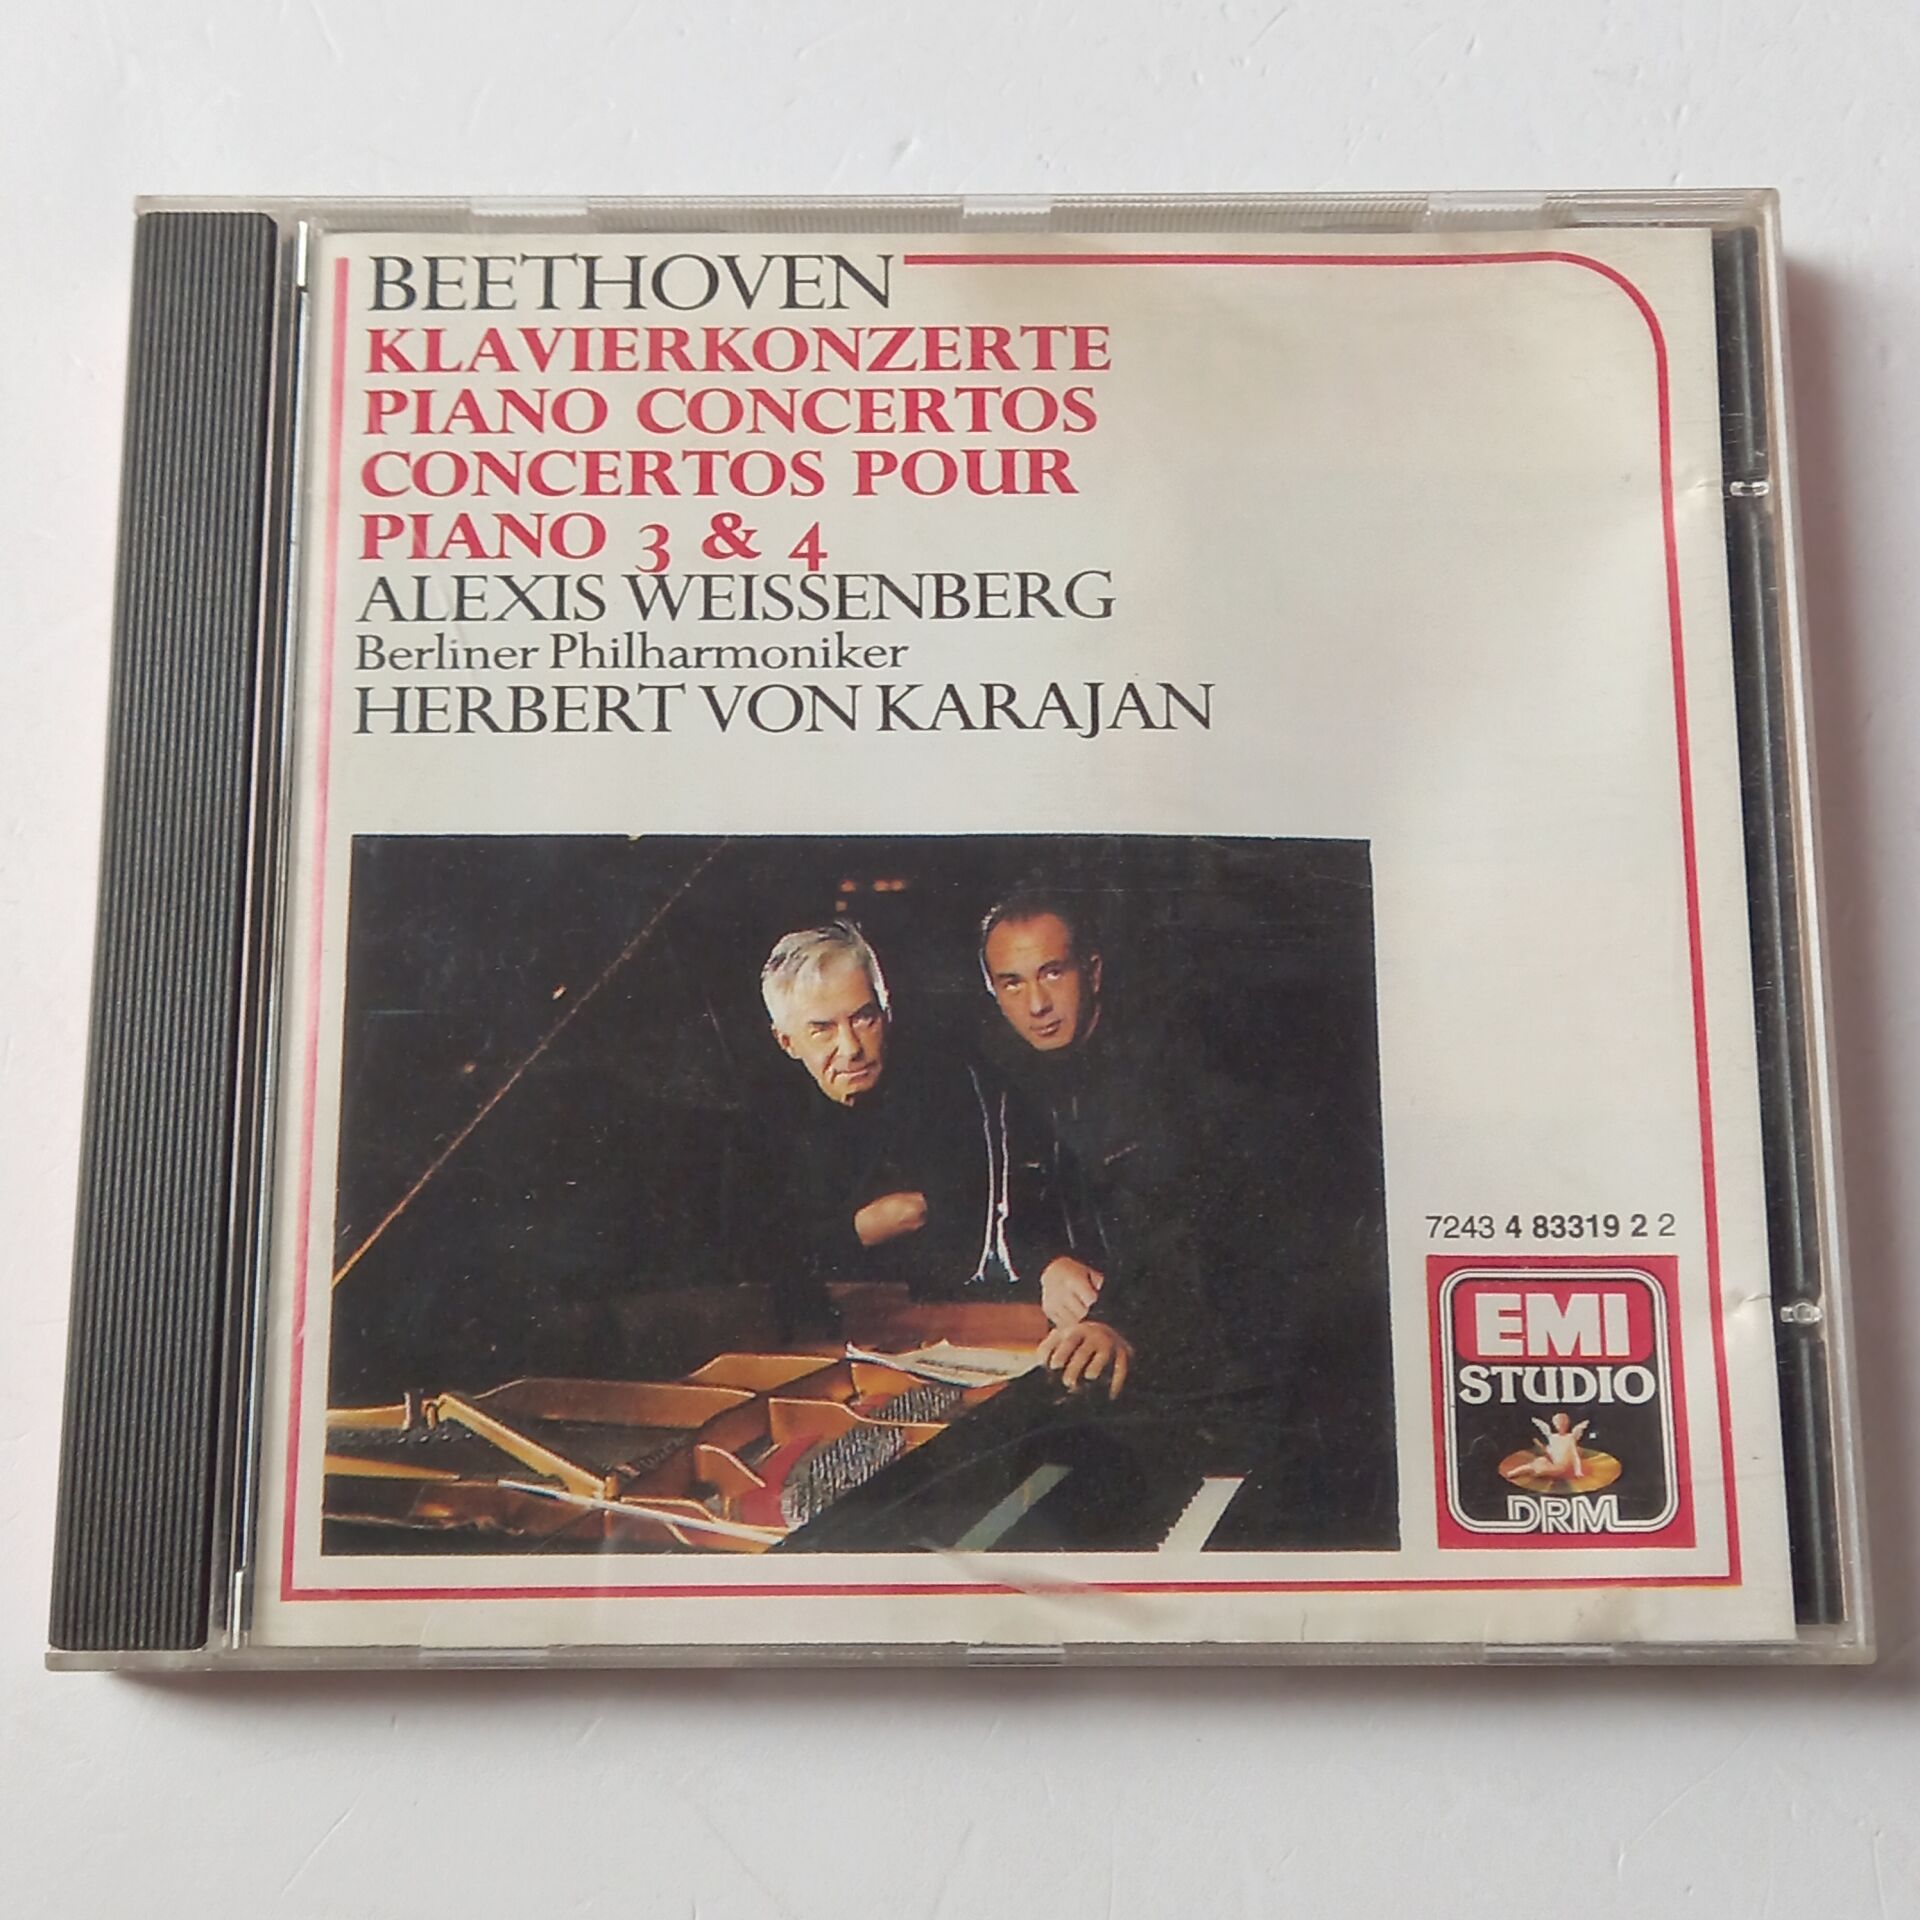 BEETHOVEN
KLAVIERKONZERTE
PIANO CONCERTOS
CONCERTOS POUR
PIANO 3 & 4
ALEXIS WEISSENBERG
Berliner Philharmoniker
HERBERT VON KARAJAN
7243 4 83319 2 2
EMI
STUDIO
DRM